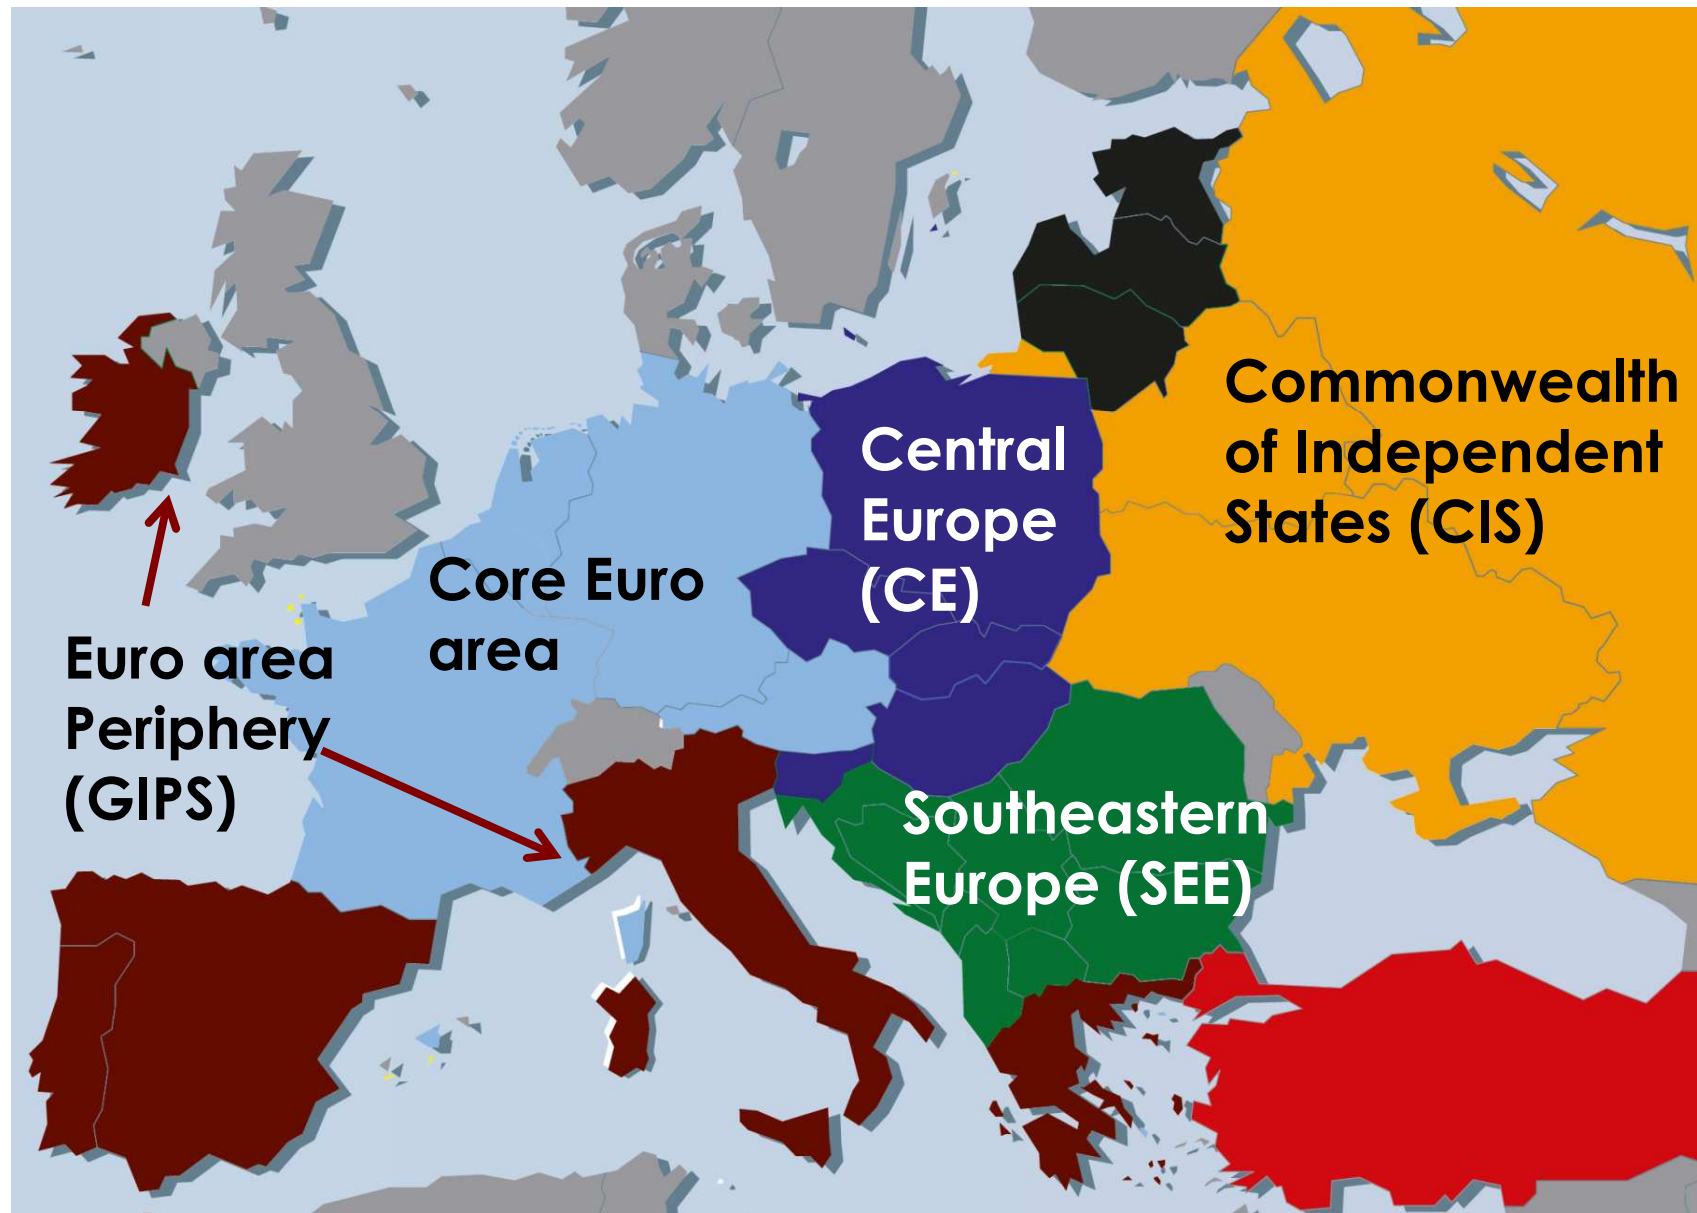 Commonwealth
of Independent
States (CIS)
Central
Europe
(CE)
Core Euro
area
Euro area
Periphery
(GIPS)
Southeastern
Europe (SEE)